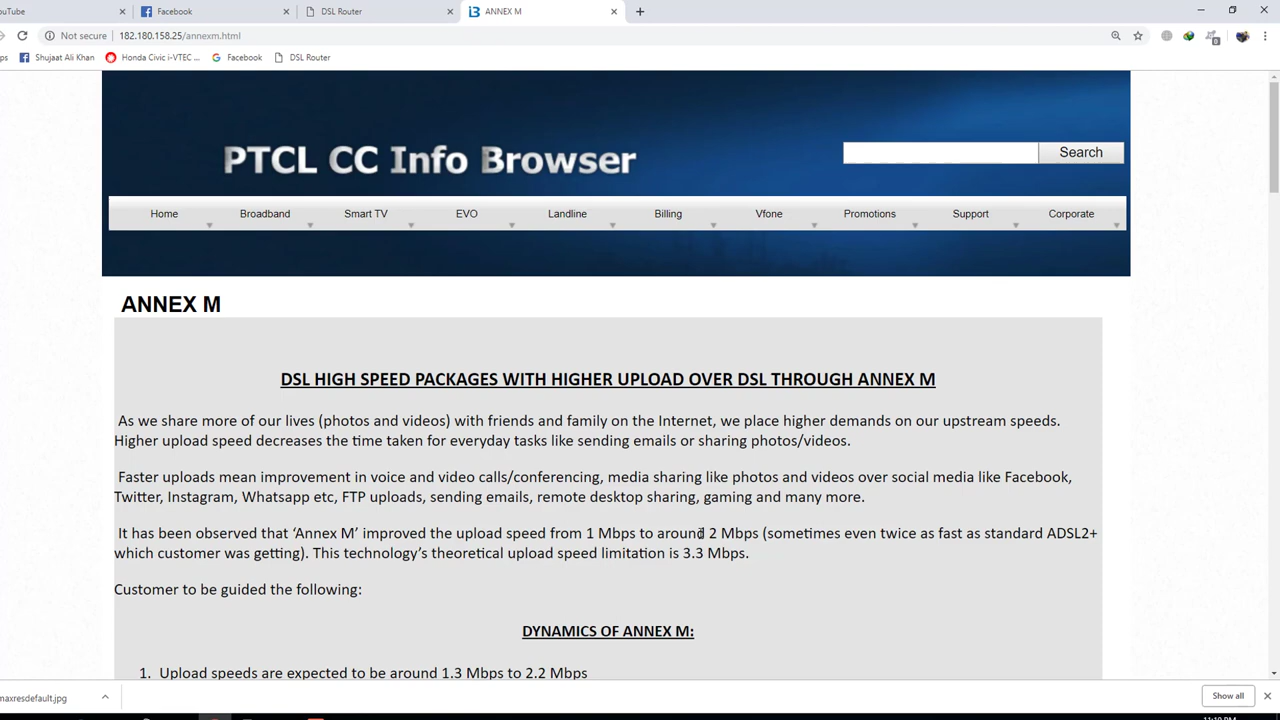 ouTube
Facebook
DSL Router
ANNEX M
Not secure
182.180.158.25/annexm.html
ps
Shujaat Ali Khan
Honda Civic i-VTEC ...
Facebook
DSL Router
PTCL CC Info Browser
Search
Home
Broadband
Smart TV
EVO
Landline
Billing
Vfone
Promotions
Support
Corporate
ANNEX M
DSL HIGH SPEED PACKAGES WITH HIGHER UPLOAD OVER DSL THROUGH ANNEX M
As we share more of our lives (photos and videos) with friends and family on the Internet, we place higher demands on our upstream speeds.
Higher upload speed decreases the time taken for everyday tasks like sending emails or sharing photos/videos.
Faster uploads mean improvement in voice and video calls/conferencing, media sharing like photos and videos over social media like Facebook,
Twitter, Instagram, Whatsapp etc, FTP uploads, sending emails, remote desktop sharing, gaming and many more.
It has been observed that ‘Annex M’ improved the upload speed from 1 Mbps to around 2 Mbps (sometimes even twice as fast as standard ADSL2+
which customer was getting). This technology’s theoretical upload speed limitation is 3.3 Mbps.
Customer to be guided the following:
DYNAMICS OF ANNEX M:
1. Upload speeds are expected to be around 1.3 Mbps to 2.2 Mbps
maxresdefault.jpg
Show all